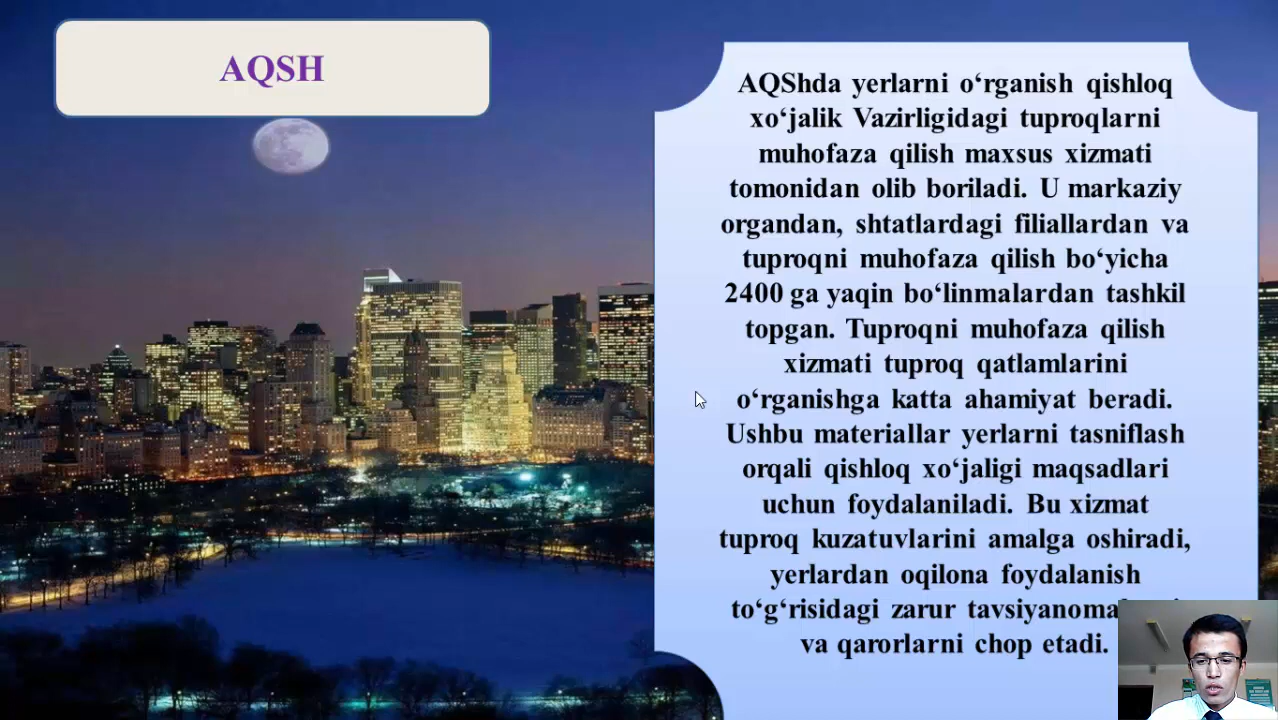 AQSH
AQShda yerlarni o‘rganish qishloq
xo‘jalik Vazirligidagi tuproqlarni
muhofaza qilish maxsus xizmati
tomonidan olib boriladi. U markaziy
organdan, shtatlardagi filiallardan va
tuproqni muhofaza qilish bo‘yicha
2400 ga yaqin bo‘linmalardan tashkil
topgan. Tuproqni muhofaza qilish
xizmati tuproq qatlamlarini
o‘rganishga katta ahamiyat beradi.
Ushbu materiallar yerlarni tasniflash
orqali qishloq xo‘jaligi maqsadlari
uchun foydalaniladi. Bu xizmat
tuproq kuzatuvlarini amalga oshiradi,
yerlardan oqilona foydalanish
to‘g‘risidagi zarur
va qarorlarni chop etadi.